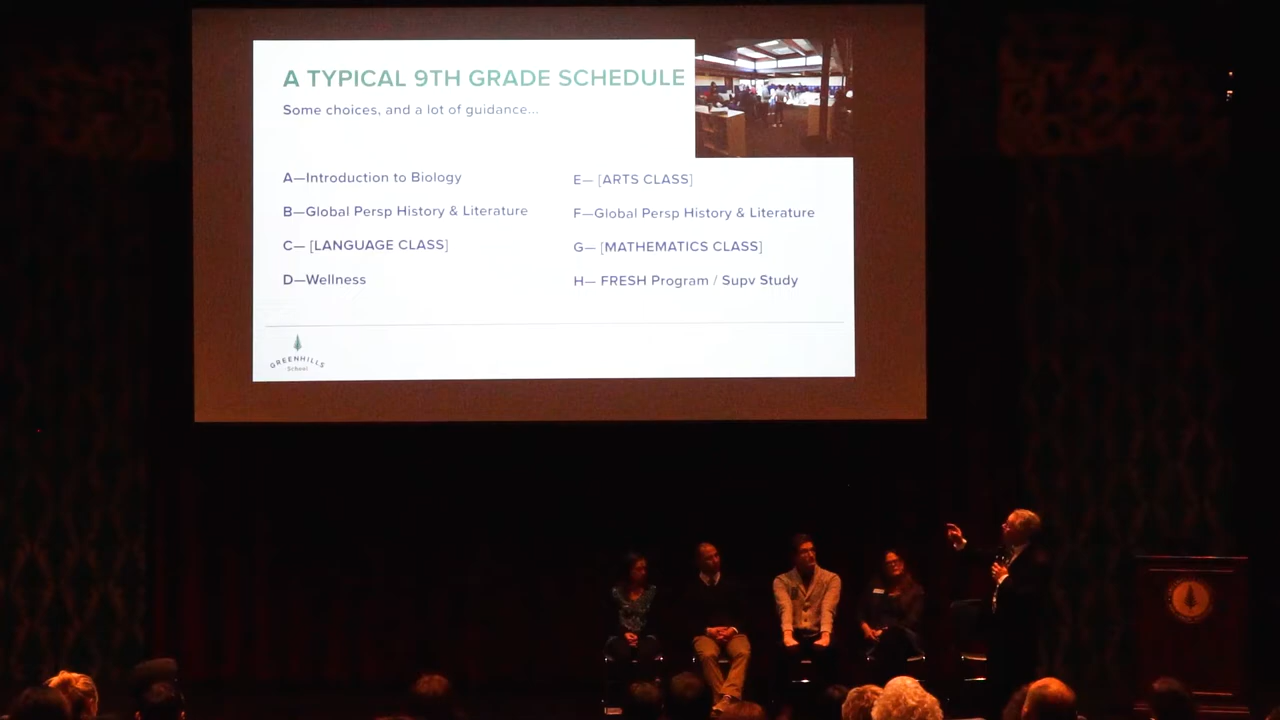 A TYPICAL 9TH GRADE SCHEDULE
Some choices, and a lot of guidance...
A—Introduction to Biology
B—Global Persp History & Literature
C— [LANGUAGE CLASS]
D—Wellness
E— [ARTS CLASS]
F—Global Persp History & Literature
G— [MATHEMATICS CLASS]
H— FRESH Program / Supv Study
GREENHILLS
School